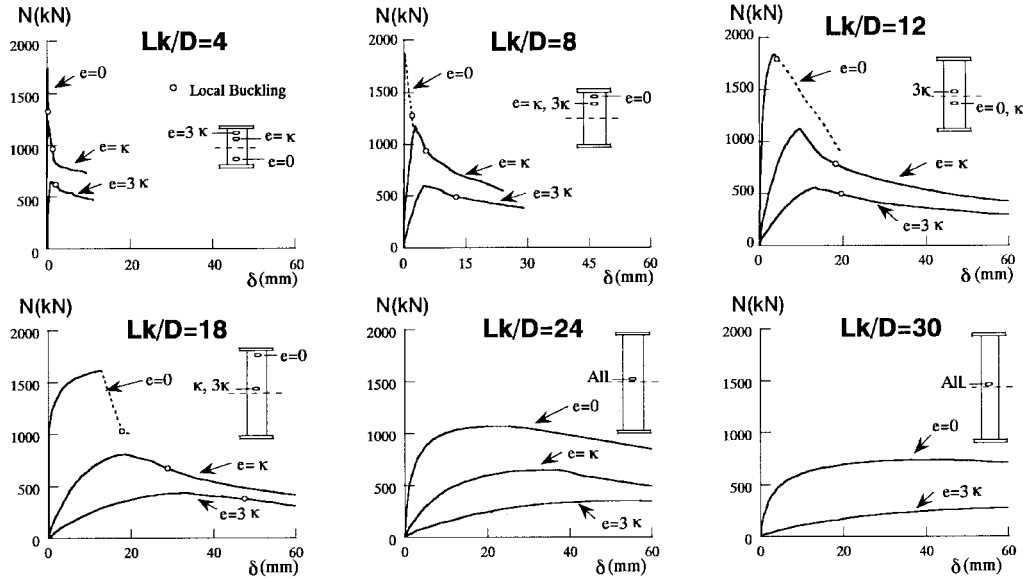 N(kN)
Lk/D=4
2000
1500
1000
500
0
0 20 40 60
δ(mm)
e=0
Local Buckling
e=3 κ
e= κ
e=0
e= κ
e=3 κ
N(kN)
Lk/D=8
2000
1500
1000
500
0
0 15 30 45 60
δ(mm)
e=0
e= κ, 3κ
e=0
e= κ
e=3 κ
N(kN)
Lk/D=12
2000
1500
1000
500
0
0 20 40 60
δ(mm)
e=0
3κ
e=0, κ
e= κ
e=3 κ
N(kN)
Lk/D=18
2000
1500
1000
500
0
0 20 40 60
δ(mm)
e=0
e=0
κ, 3κ
e= κ
e=3 κ
N(kN)
Lk/D=24
2000
1500
1000
500
0
0 20 40 60
δ(mm)
All
e=0
e= κ
e=3 κ
N(kN)
Lk/D=30
2000
1500
1000
500
0
0 20 40 60
δ(mm)
All
e=0
e=3 κ